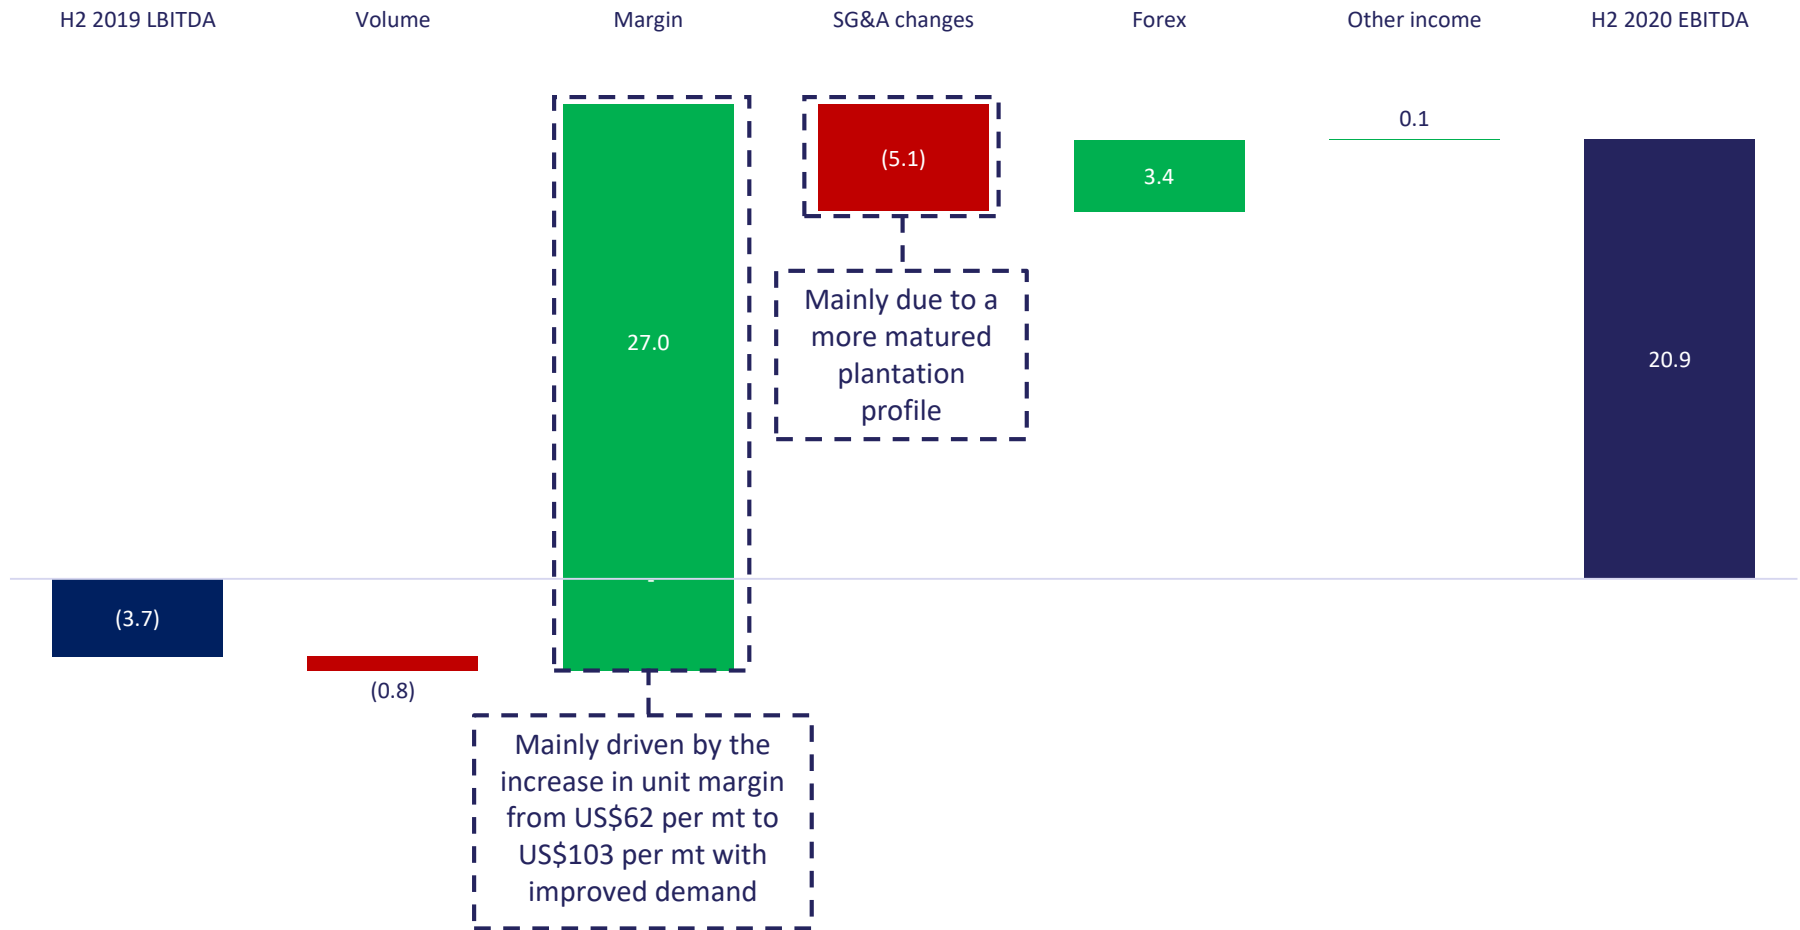 H2 2019 LBITDA
Volume
Margin
SG&A changes
Forex
Other income
H2 2020 EBITDA
(3.7)
(0.8)
27.0
-
(5.1)
3.4
0.1
20.9
Mainly due to a
more matured
plantation
profile
Mainly driven by the
increase in unit margin
from US$62 per mt to
US$103 per mt with
improved demand